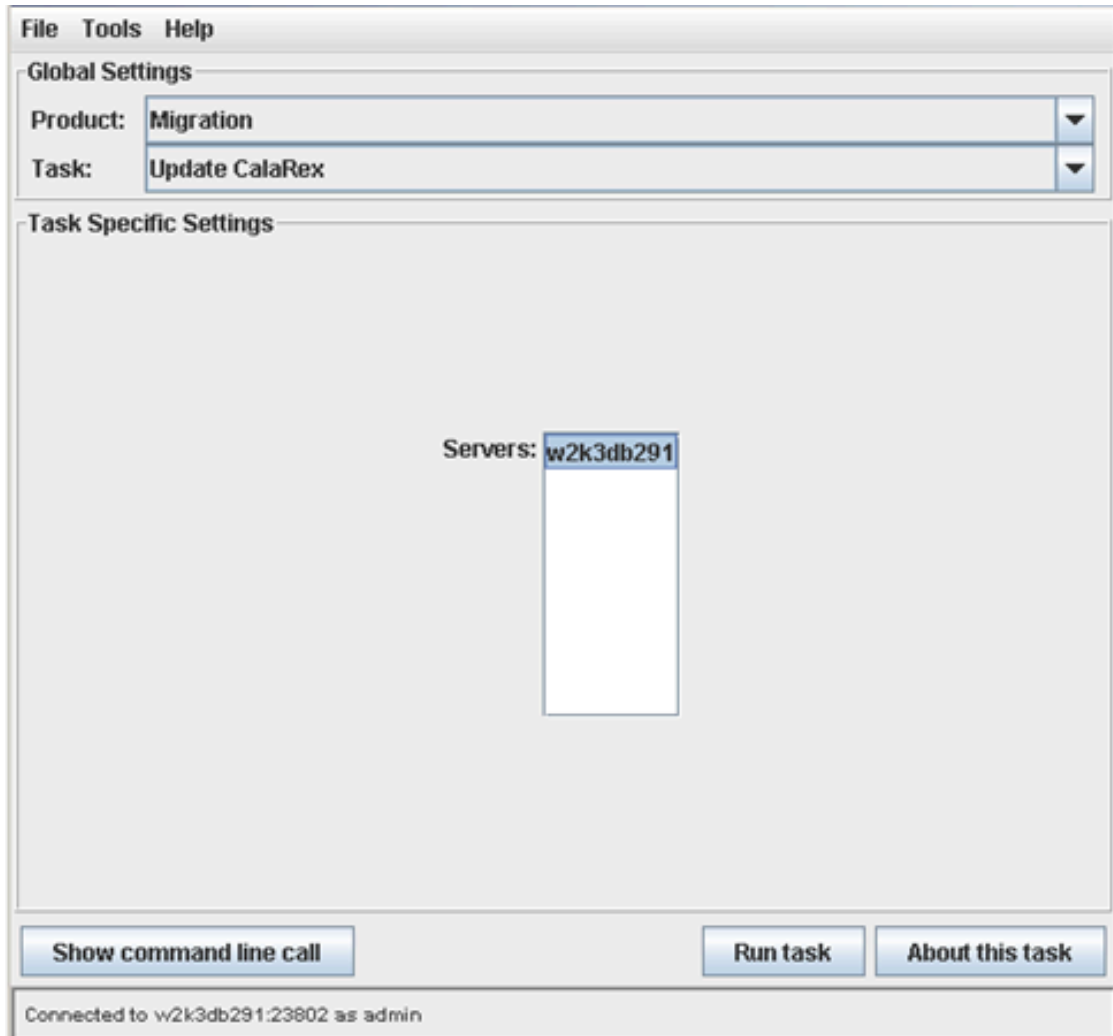 File Tools Help
Global Settings
Product: Migration
Task: Update CalaRex
Task Specific Settings
Servers: w2k3db291
Show command line call Run task About this task
Connected to w2k3db291:23802 as admin